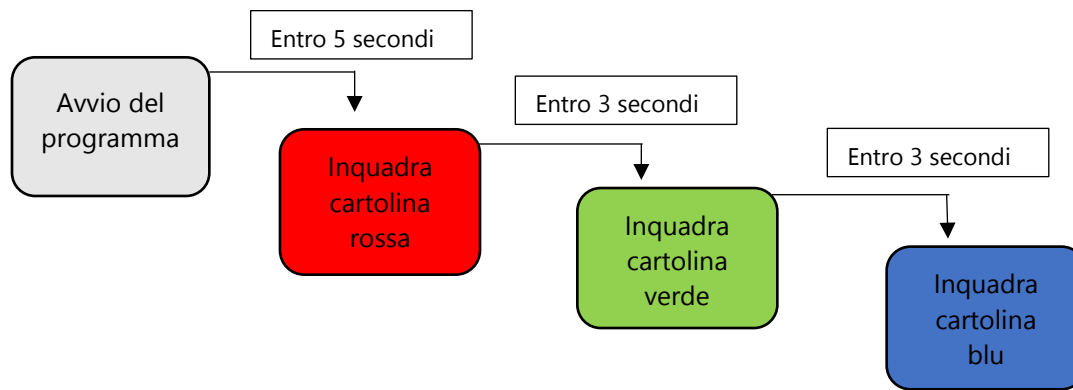 Entro 5 secondi
Avvio del
programma
Entro 3 secondi
Inquadra
cartolina
rossa
Entro 3 secondi
Inquadra
cartolina
verde
Inquadra
cartolina
blu